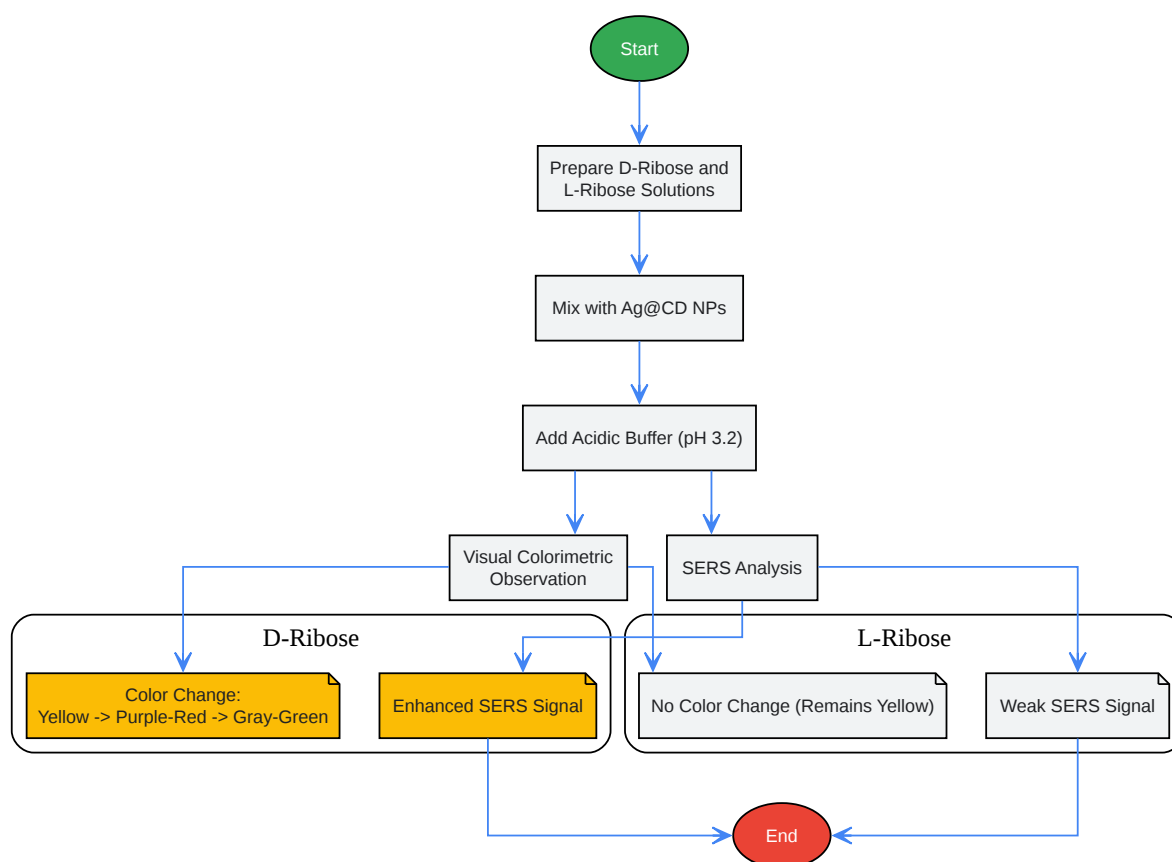 Start
Prepare D-Ribose and
L-Ribose Solutions
Mix with Ag@CD NPs
Add Acidic Buffer (pH 3.2)
Visual Colorimetric
Observation
SERS Analysis
D-Ribose
L-Ribose
Color Change:
Yellow -> Purple-Red -> Gray-Green
Enhanced SERS Signal
No Color Change (Remains Yellow)
Weak SERS Signal
End